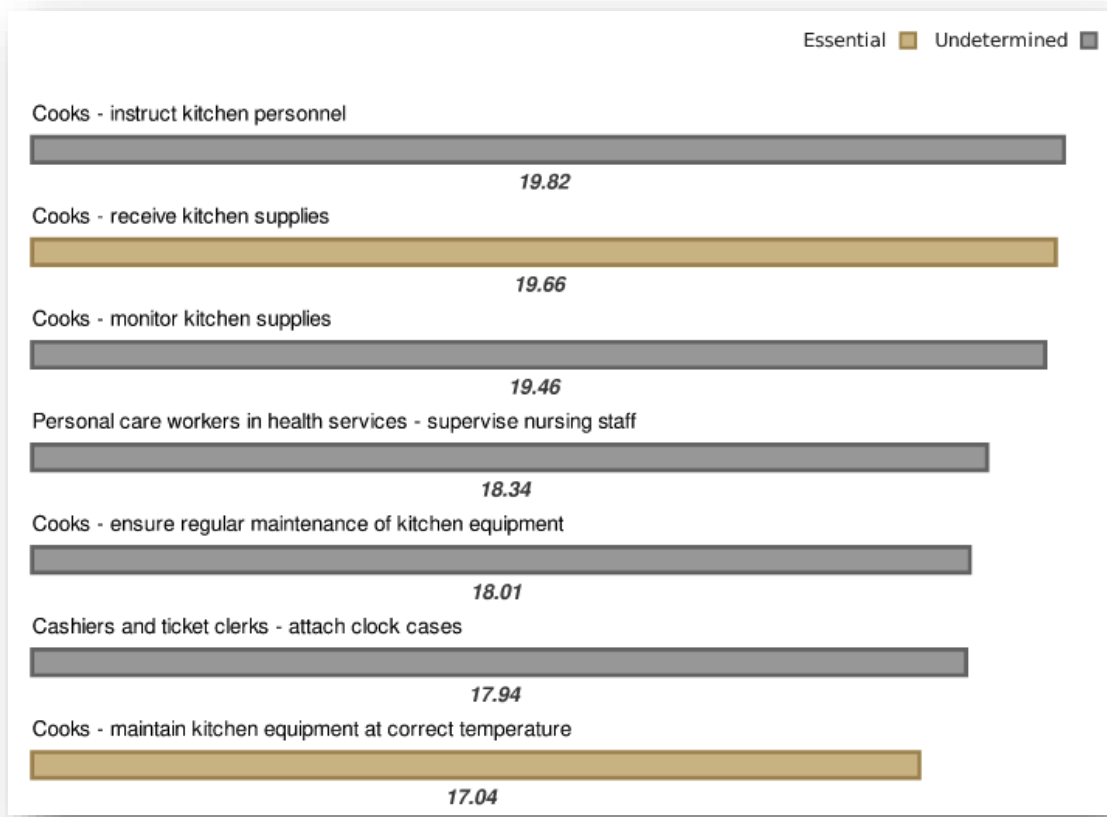 Essential Undetermined
Cooks - instruct kitchen personnel
19.82
Cooks - receive kitchen supplies
19.66
Cooks - monitor kitchen supplies
19.46
Personal care workers in health services - supervise nursing staff
18.34
Cooks - ensure regular maintenance of kitchen equipment
18.01
Cashiers and ticket clerks - attach clock cases
17.94
Cooks - maintain kitchen equipment at correct temperature
17.04